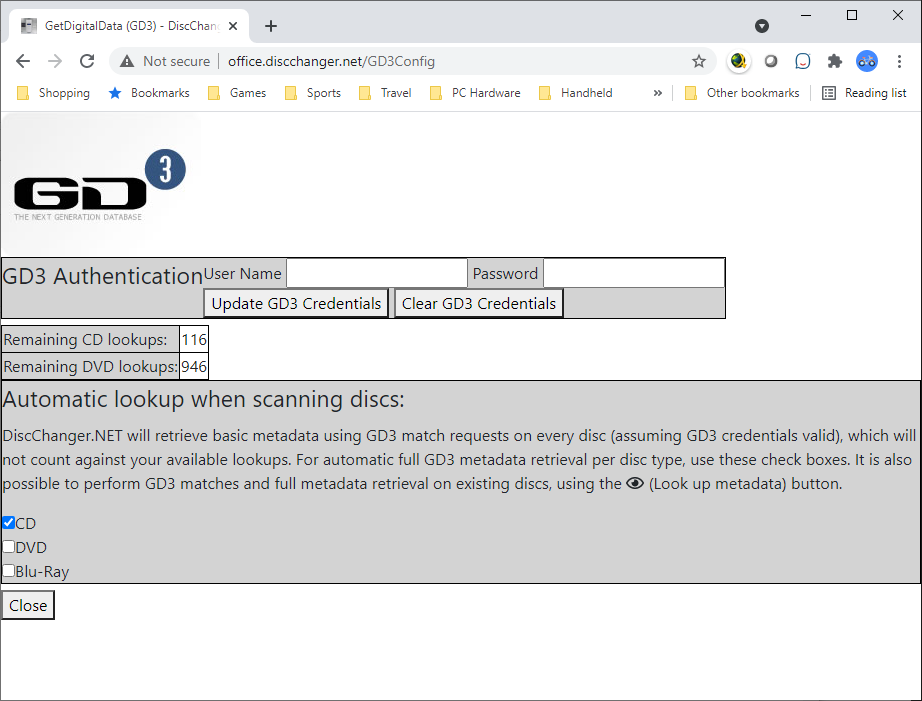 GetDigitalData (GD3) - DiscChan
Not secure office.discchanger.net/GD3Config
Shopping Bookmarks Games Sports Travel PC Hardware Handheld » Other bookmarks Reading list
GD 3
THE NEXT GENERATION DATABASE
GD3 Authentication User Name Password
Update GD3 Credentials Clear GD3 Credentials
Remaining CD lookups: 116
Remaining DVD lookups: 946
Automatic lookup when scanning discs:
DiscChanger.NET will retrieve basic metadata using GD3 match requests on every disc (assuming GD3 credentials valid), which will
not count against your available lookups. For automatic full GD3 metadata retrieval per disc type, use these check boxes. It is also
possible to perform GD3 matches and full metadata retrieval on existing discs, using the (Look up metadata) button.
CD
DVD
Blu-Ray
Close